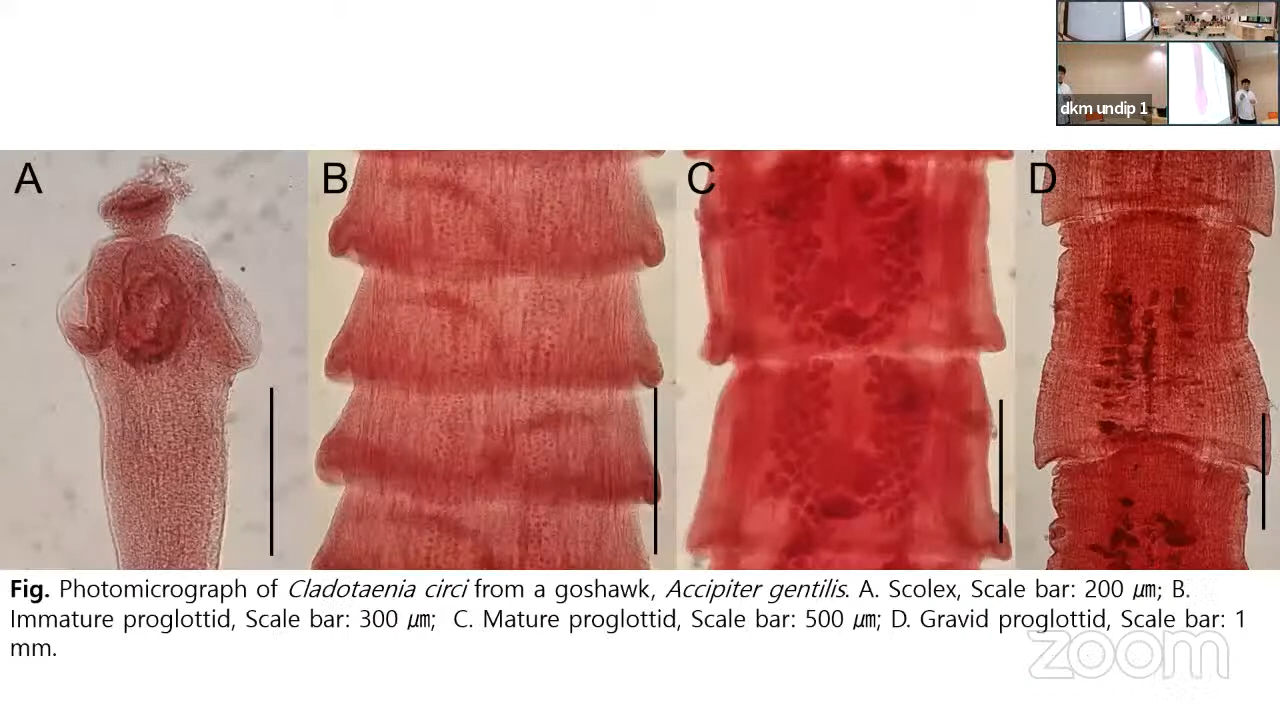 dkm undip 1
A
B
C
D
Fig. Photomicrograph of Cladotaenia circi from a goshawk, Accipiter gentilis. A. Scolex, Scale bar: 200 ㎛; B.
Immature proglottid, Scale bar: 300 ㎛; C. Mature proglottid, Scale bar: 500 ㎛; D. Gravid proglottid, Scale bar: 1
mm.
zoom